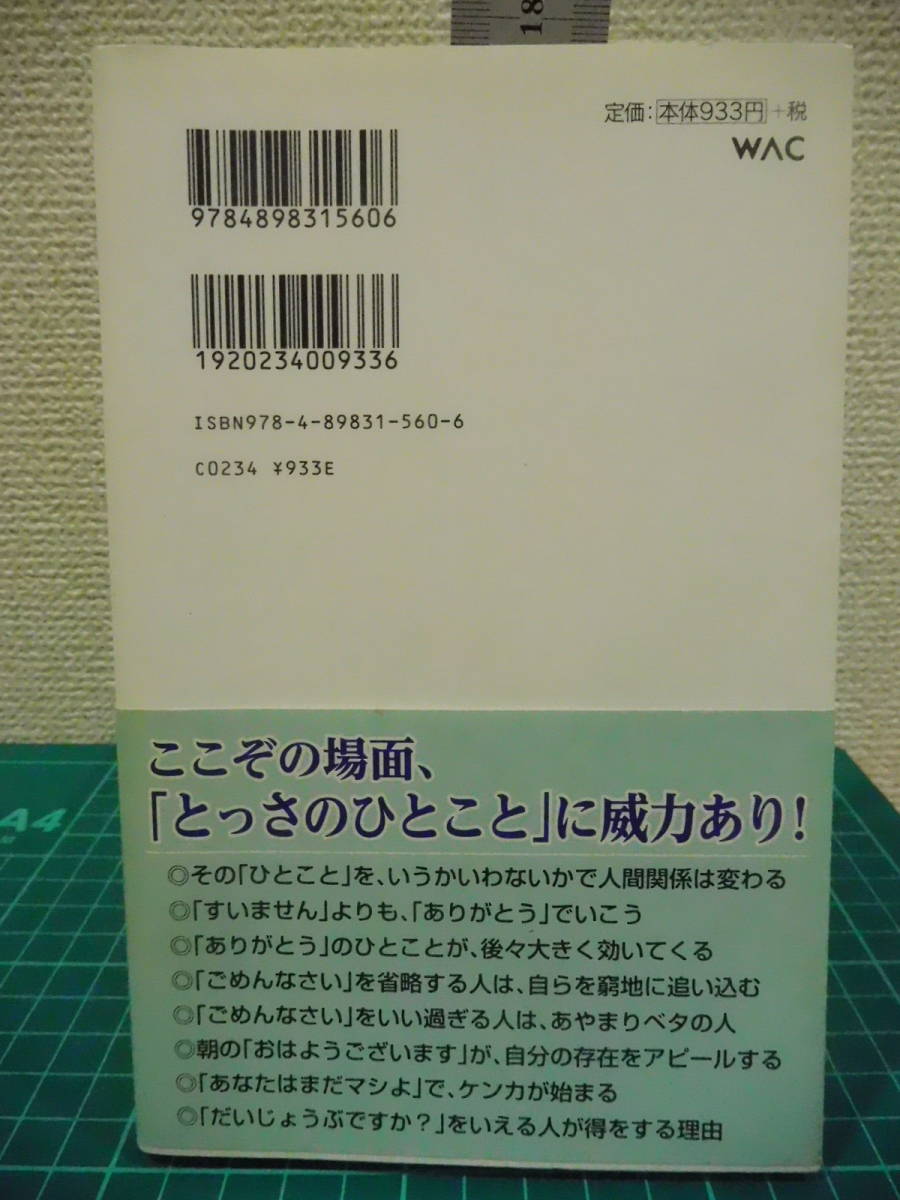 18
定価:本体933円+税
WAC
9784898315606
1920234009336
ISBN978-4-89831-560-6
C0234 ¥933E
ここぞの場面、
「とっさのひとこと」に威力あり!
◎その「ひとこと」を、いうかいわないかで人間関係は変わる
◎「すいません」よりも、「ありがとう」でいこう
◎「ありがとう」のひとことが、後々大きく効いてくる
◎「ごめんなさい」を省略する人は、自らを窮地に追い込む
◎「ごめんなさい」をいい過ぎる人は、あやまりベタの人
◎朝の「おはようございます」が、自分の存在をアピールする
◎「あなたはまだマシよ」で、ケンカが始まる
◎「だいじょうぶですか?」をいえる人が得をする理由
A4